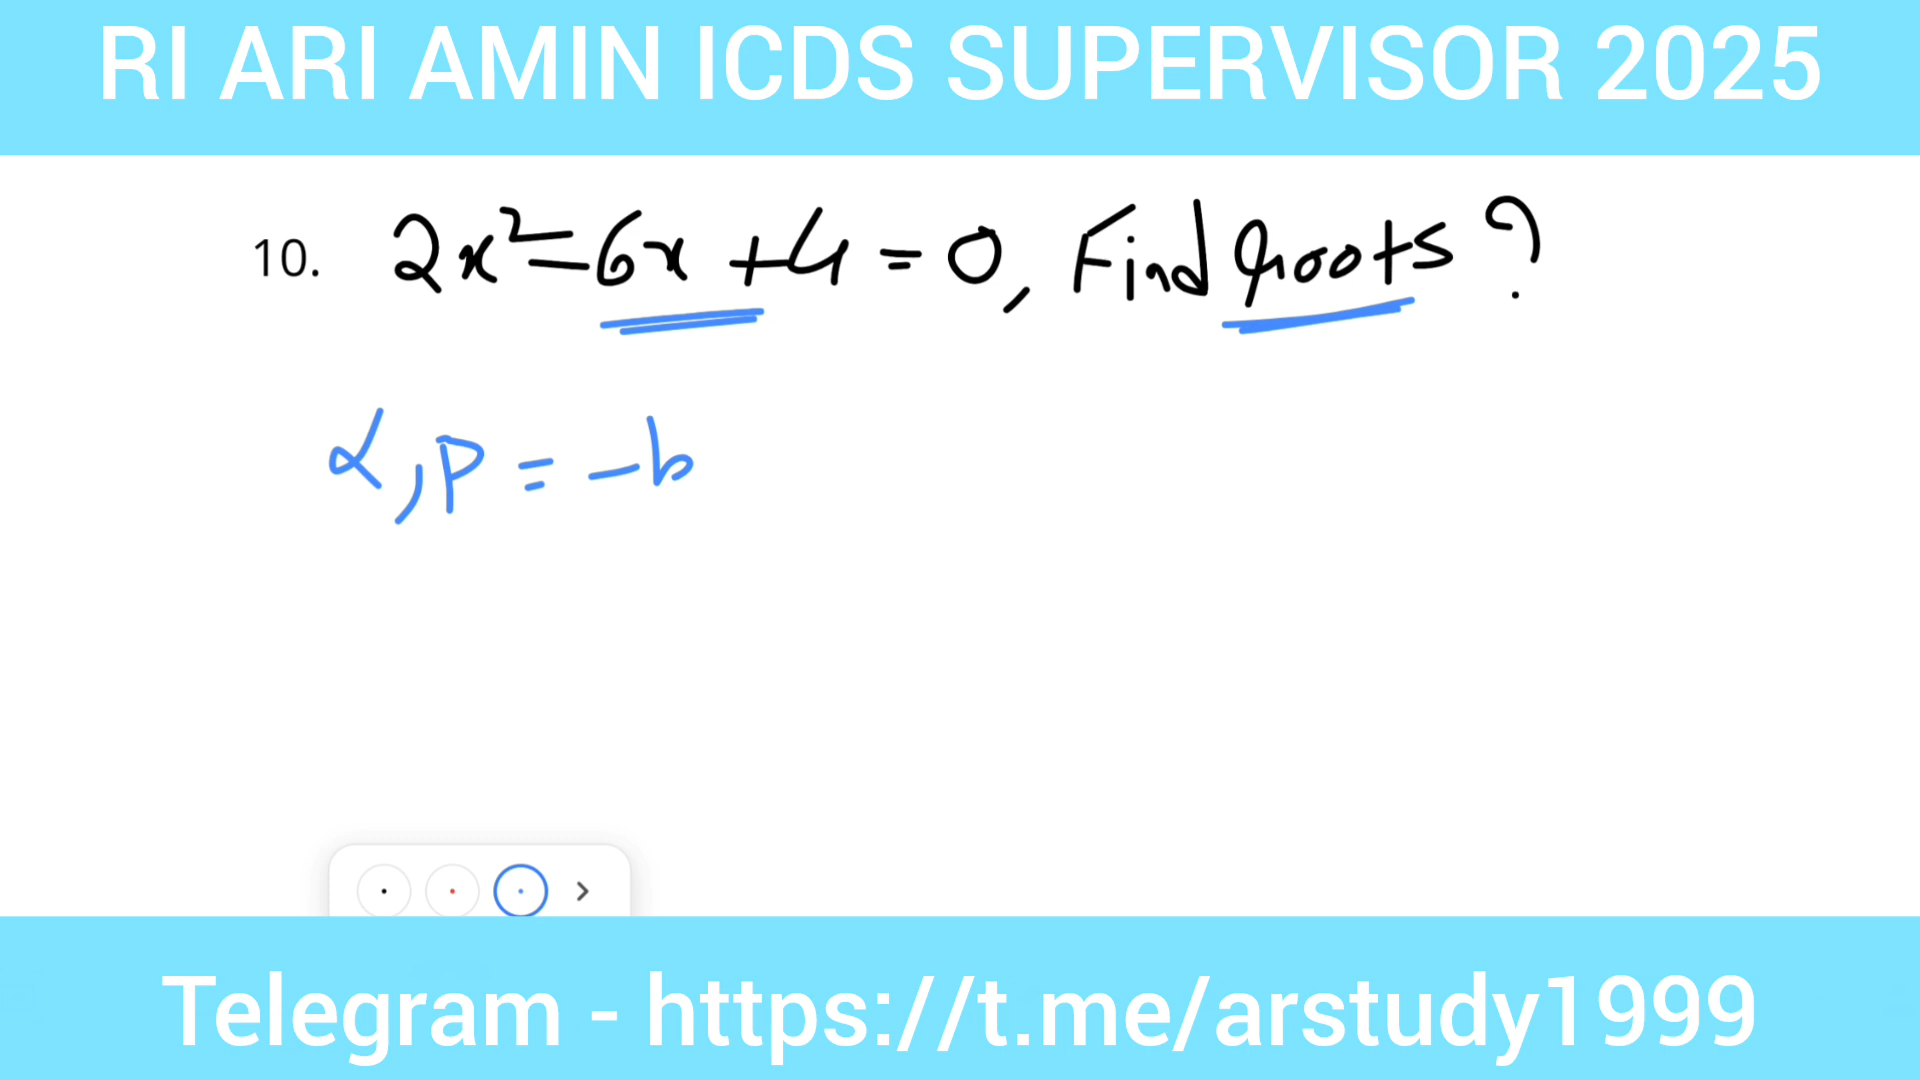 RI ARI AMIN ICDS SUPERVISOR 2025
10. 2x²-6x+4=0, Find roots?
α,β = -b
Telegram - https://t.me/arstudy1999